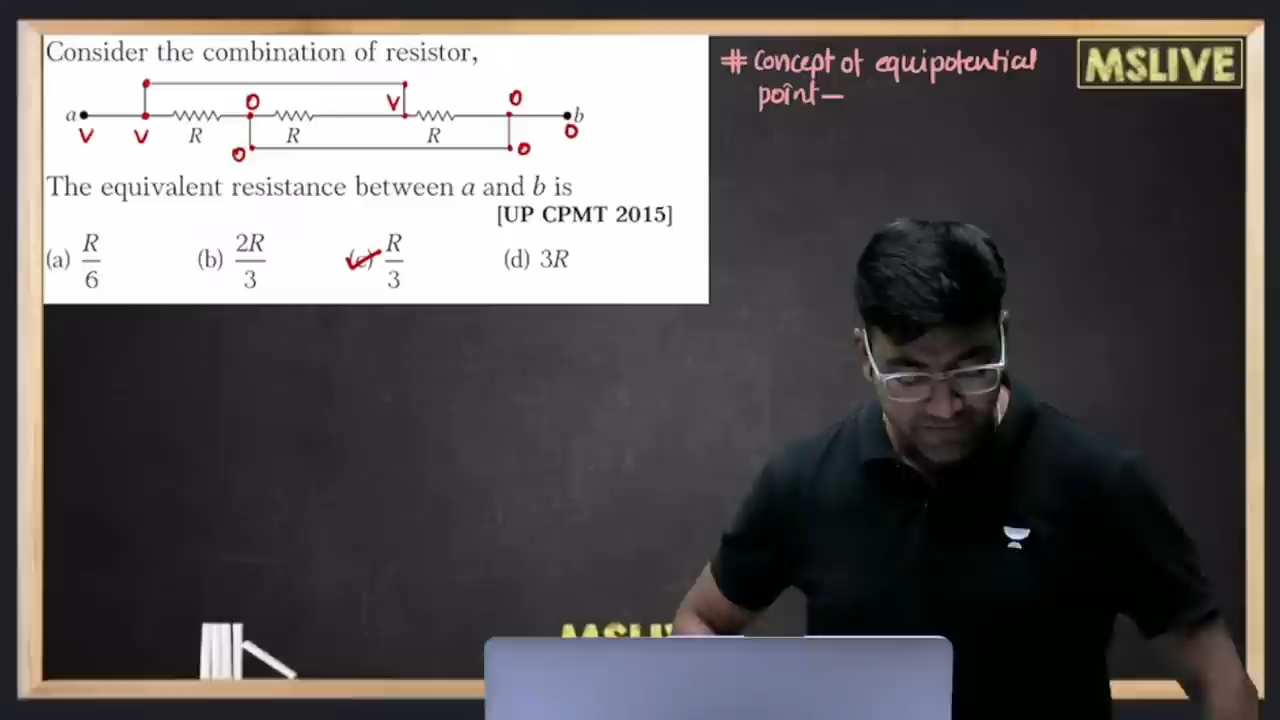 Consider the combination of resistor,
# Concept of equipotential
point —
MSLIVE
O V O
a b
V V R R R O
O O
The equivalent resistance between a and b is
[UP CPMT 2015]
(a) R/6 (b) 2R/3 (c) R/3 (d) 3R